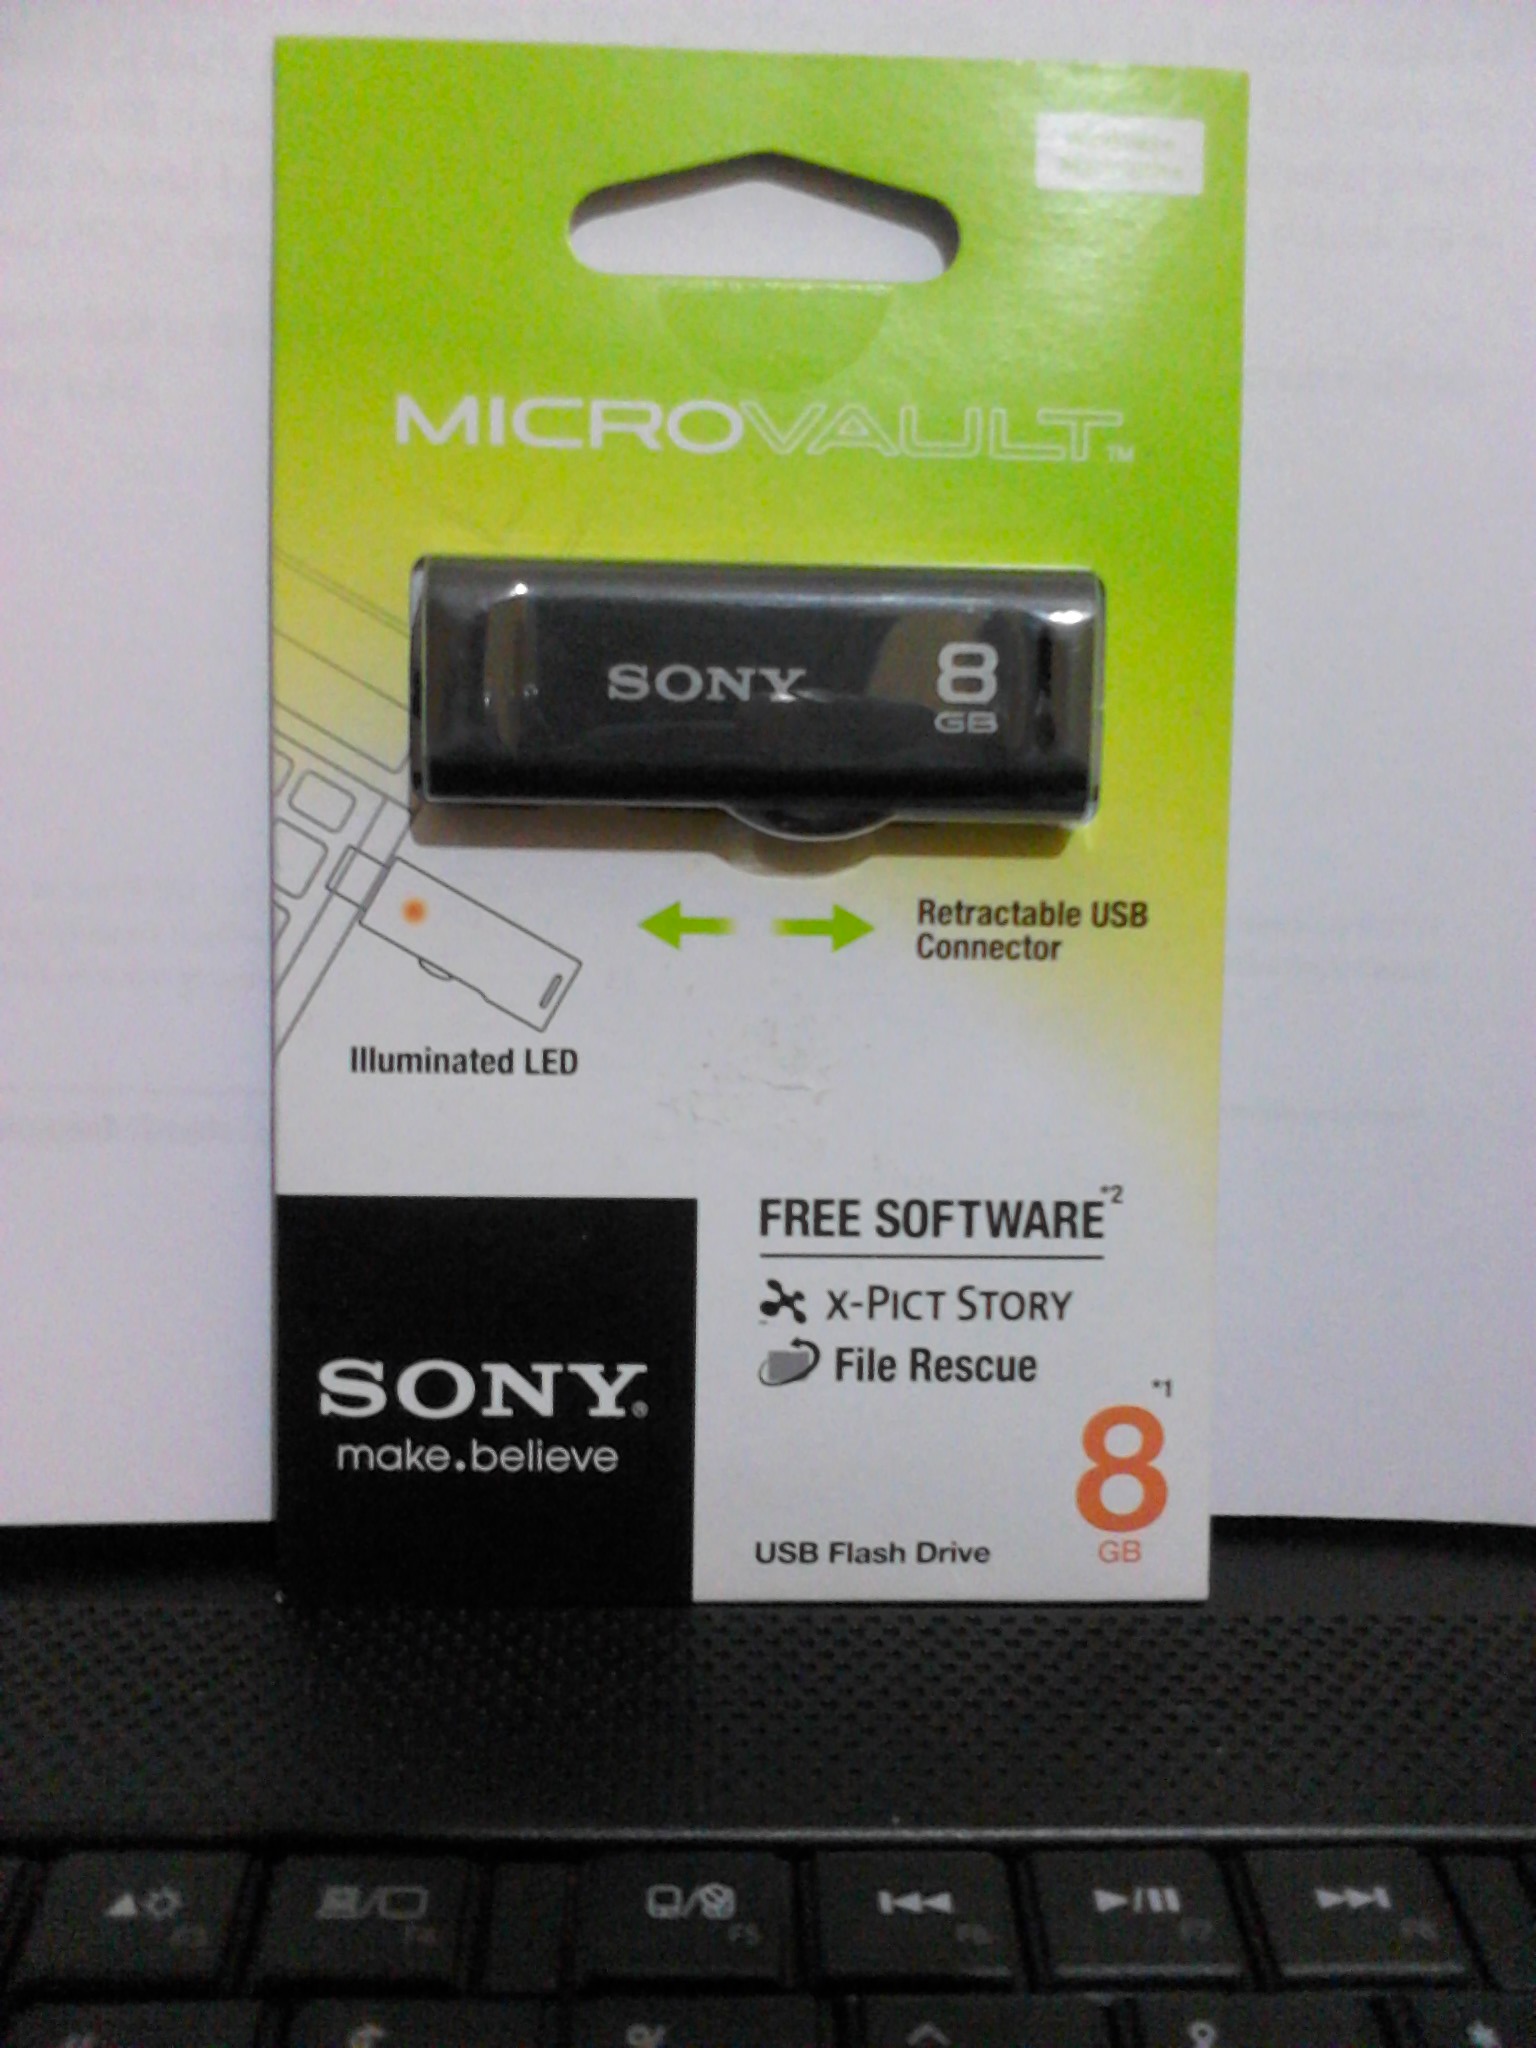 MICROVAULT™
SONY
8
GB
Retractable USB
Connector
Illuminated LED
FREE SOFTWARE*2
X-PICT STORY
File Rescue
SONY®
make.believe
*1
8
GB
USB Flash Drive